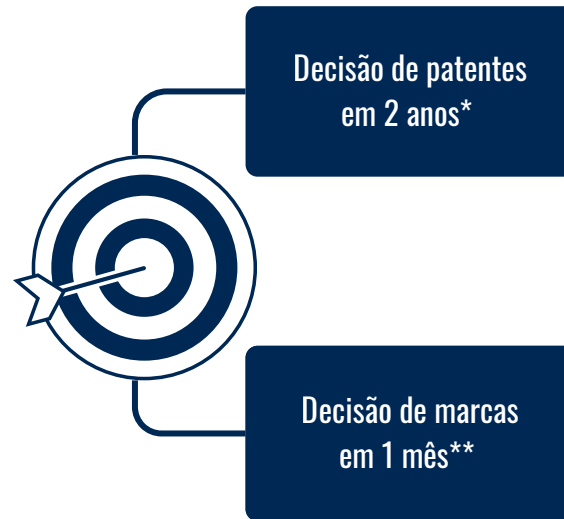 Decisão de patentes
em 2 anos*
Decisão de marcas
em 1 mês**